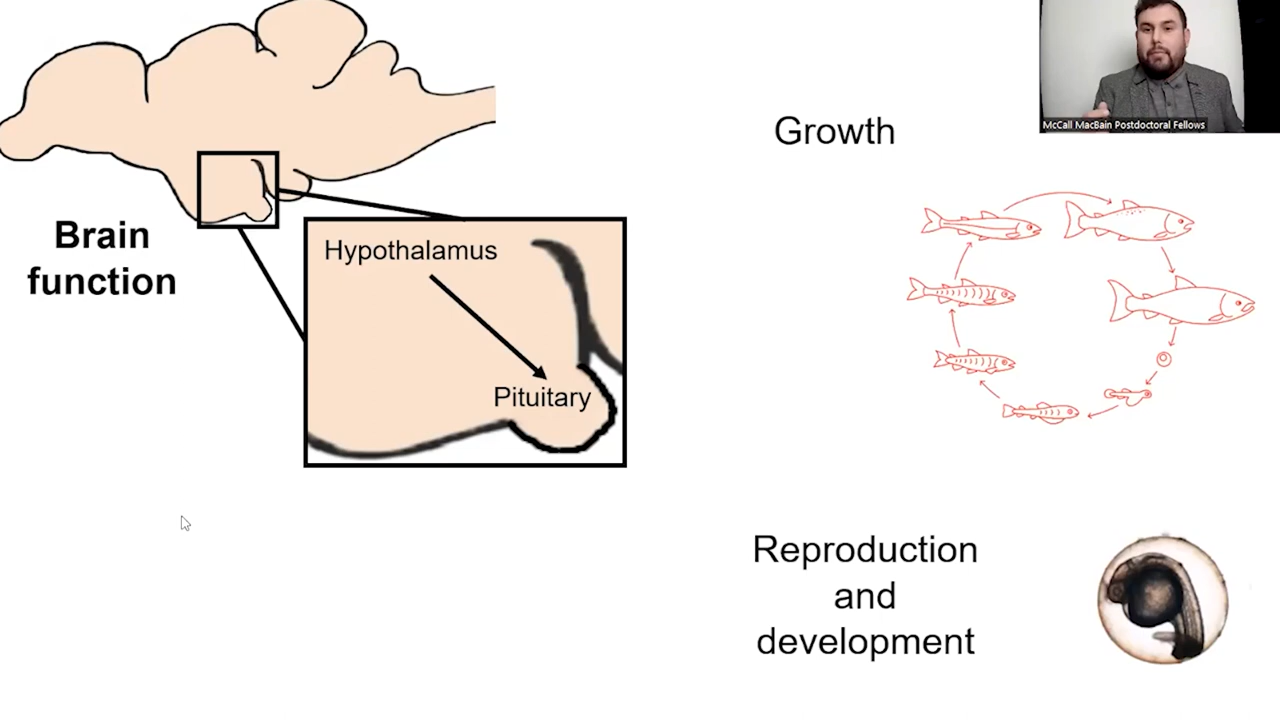 McCall MacBain Postdoctoral Fellows
Growth
Brain
function
Hypothalamus
Pituitary
Reproduction
and
development